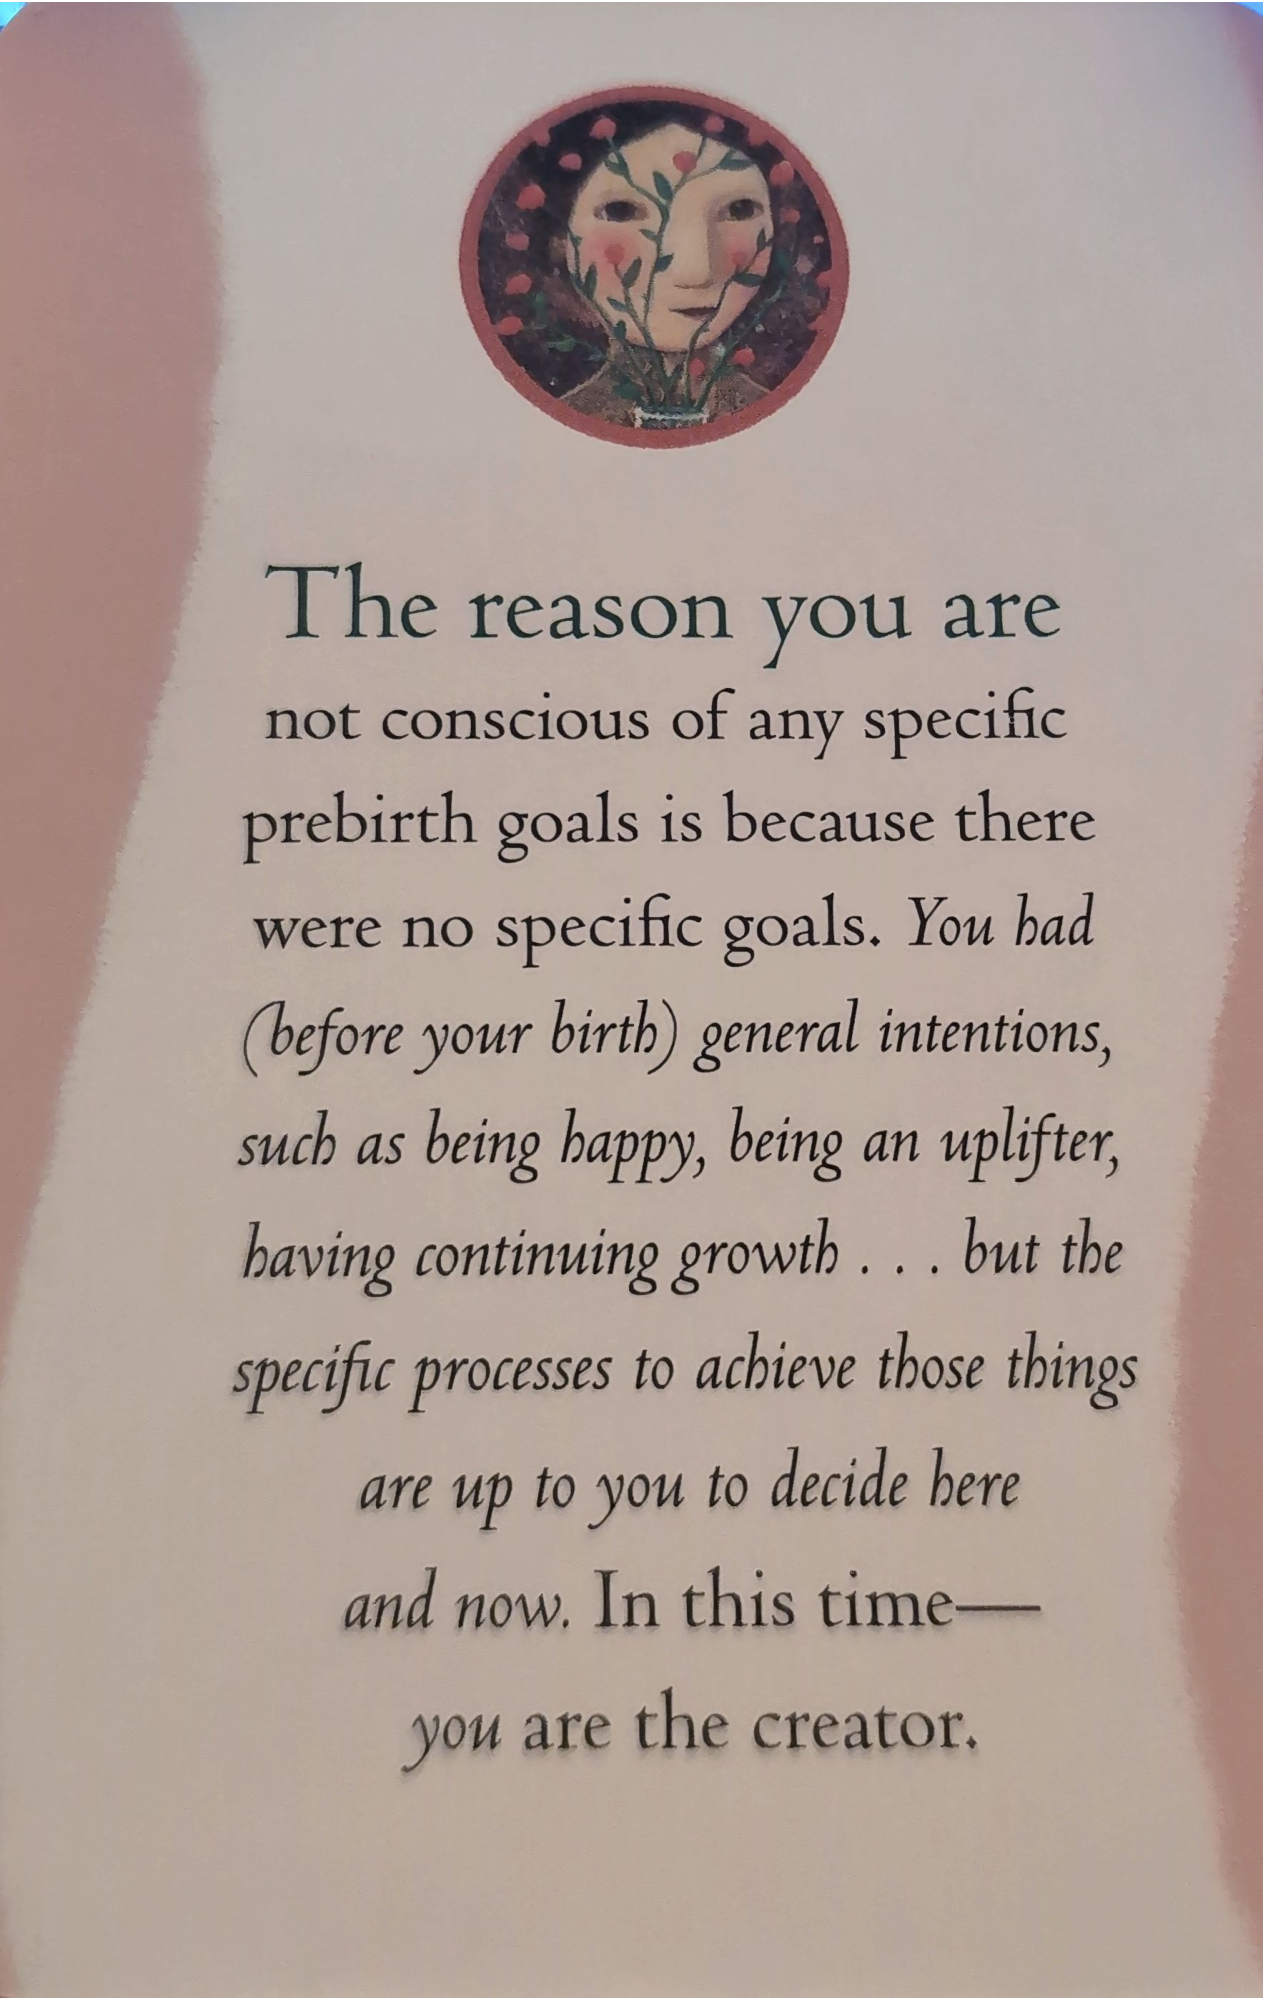 The reason you are
not conscious of any specific
prebirth goals is because there
were no specific goals. You had
(before your birth) general intentions,
such as being happy, being an uplifter,
having continuing growth . . . but the
specific processes to achieve those things
are up to you to decide here
and now. In this time—
you are the creator.